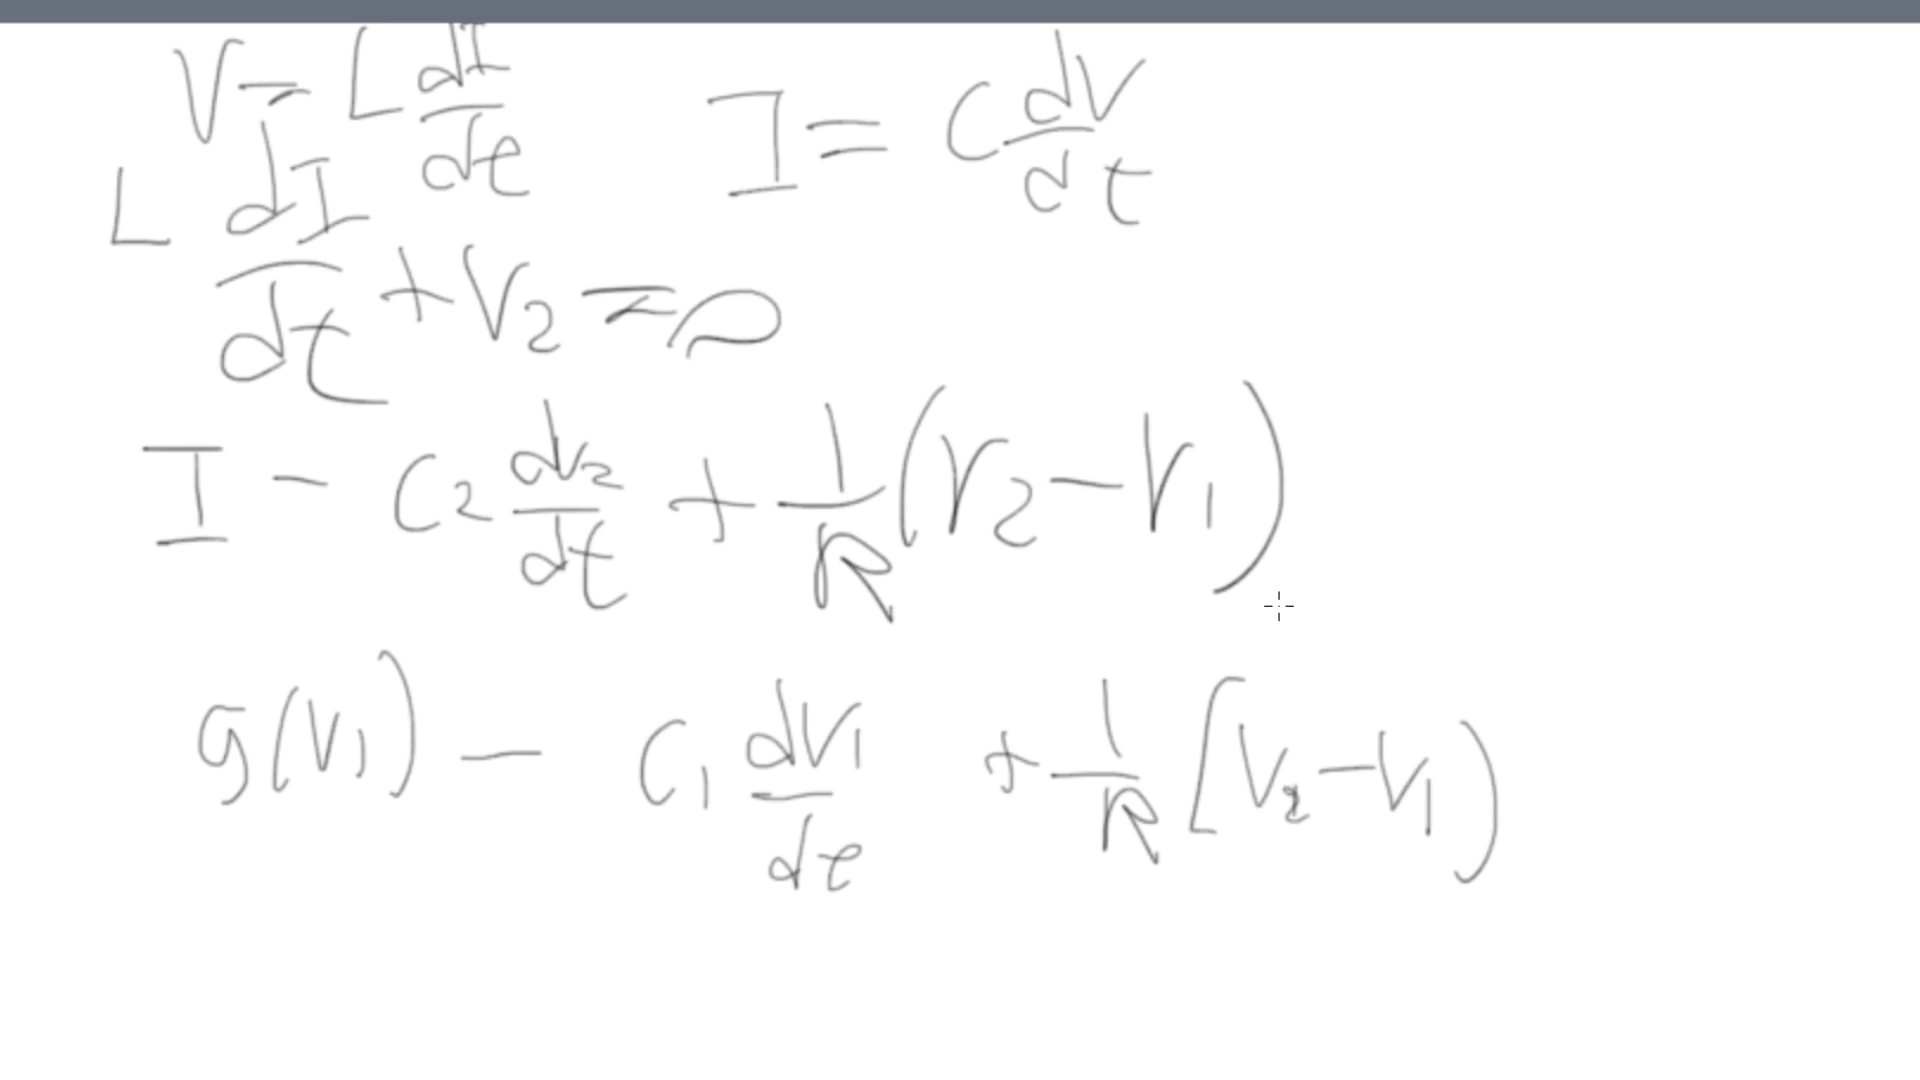 V = L dI/dt   I = C dV/dt
L dI/dt + V₂ = 0
I - C₂ dV₂/dt + 1/R (V₂ - V₁)
g(V₁) - C₁ dV₁/dt + 1/R [V₂ - V₁)